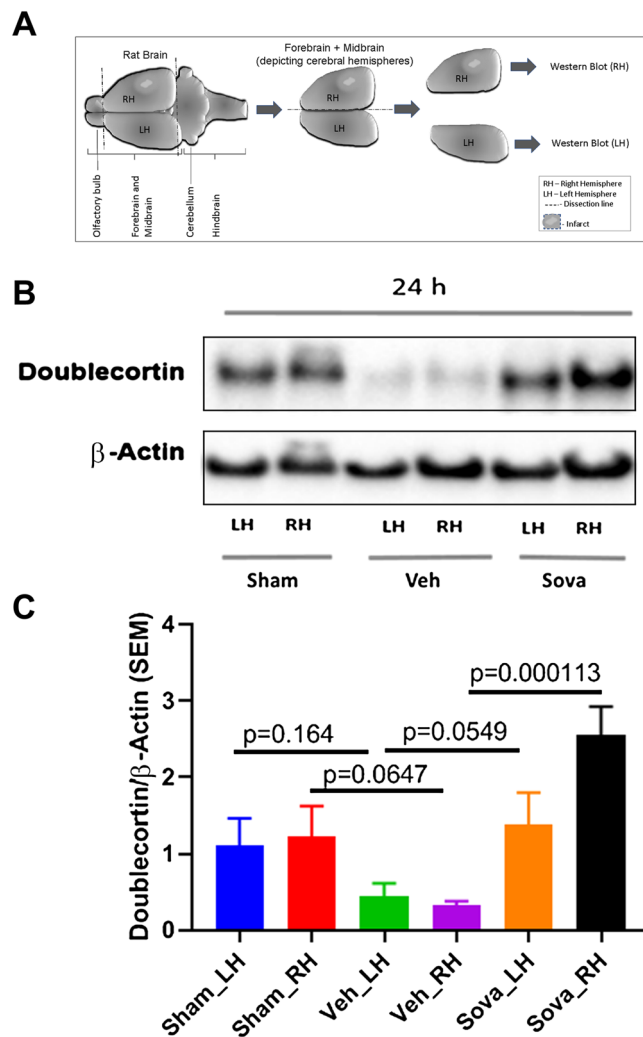 A
Rat Brain
RH
LH
Olfactory bulb
Forebrain and
Midbrain
Cerebellum
Hindbrain
Forebrain + Midbrain
(depicting cerebral hemispheres)
RH
LH
RH
Western Blot (RH)
LH
Western Blot (LH)
RH – Right Hemisphere
LH – Left Hemisphere
- Dissection line
- Infarct
B
24 h
Doublecortin
β-Actin
LH RH LH RH LH RH
Sham Veh Sova
C
Doublecortin/β-Actin (SEM)
4
3
2
1
0
p=0.000113
p=0.164
p=0.0549
p=0.0647
Sham_LH
Sham_RH
Veh_LH
Veh_RH
Sova_LH
Sova_RH